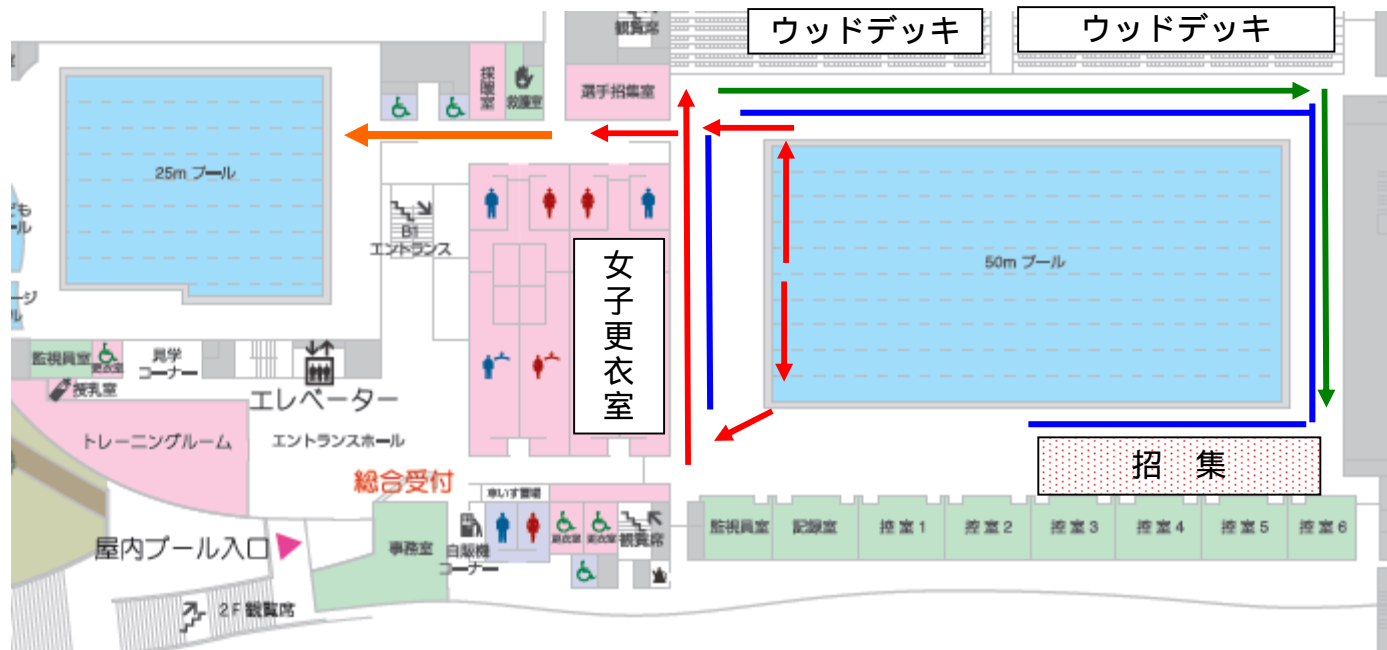 観覧席
ウッドデッキ
ウッドデッキ
採暖室
救護室
選手招集室
25m プール
50m プール
B1
エントランス
女子更衣室
監視員室
更衣室
見学
コーナー
授乳室
エレベーター
トレーニングルーム
エントランスホール
総合受付
招 集
車いす置場
屋内プール入口
事務室
自販機
コーナー
更衣室
更衣室
観覧席
監視員室
記録室
控室1
控室2
控室3
控室4
控室5
控室6
2F観覧席